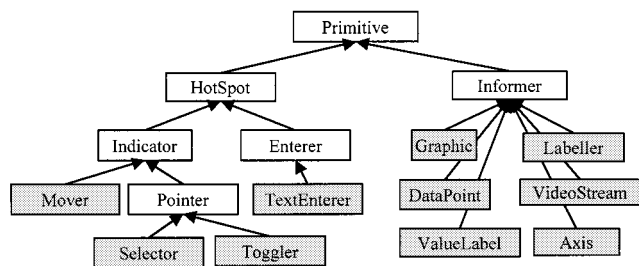 Primitive
HotSpot
Informer
Indicator
Enterer
Graphic
Labeller
Mover
Pointer
TextEnterer
DataPoint
VideoStream
Selector
Toggler
ValueLabel
Axis